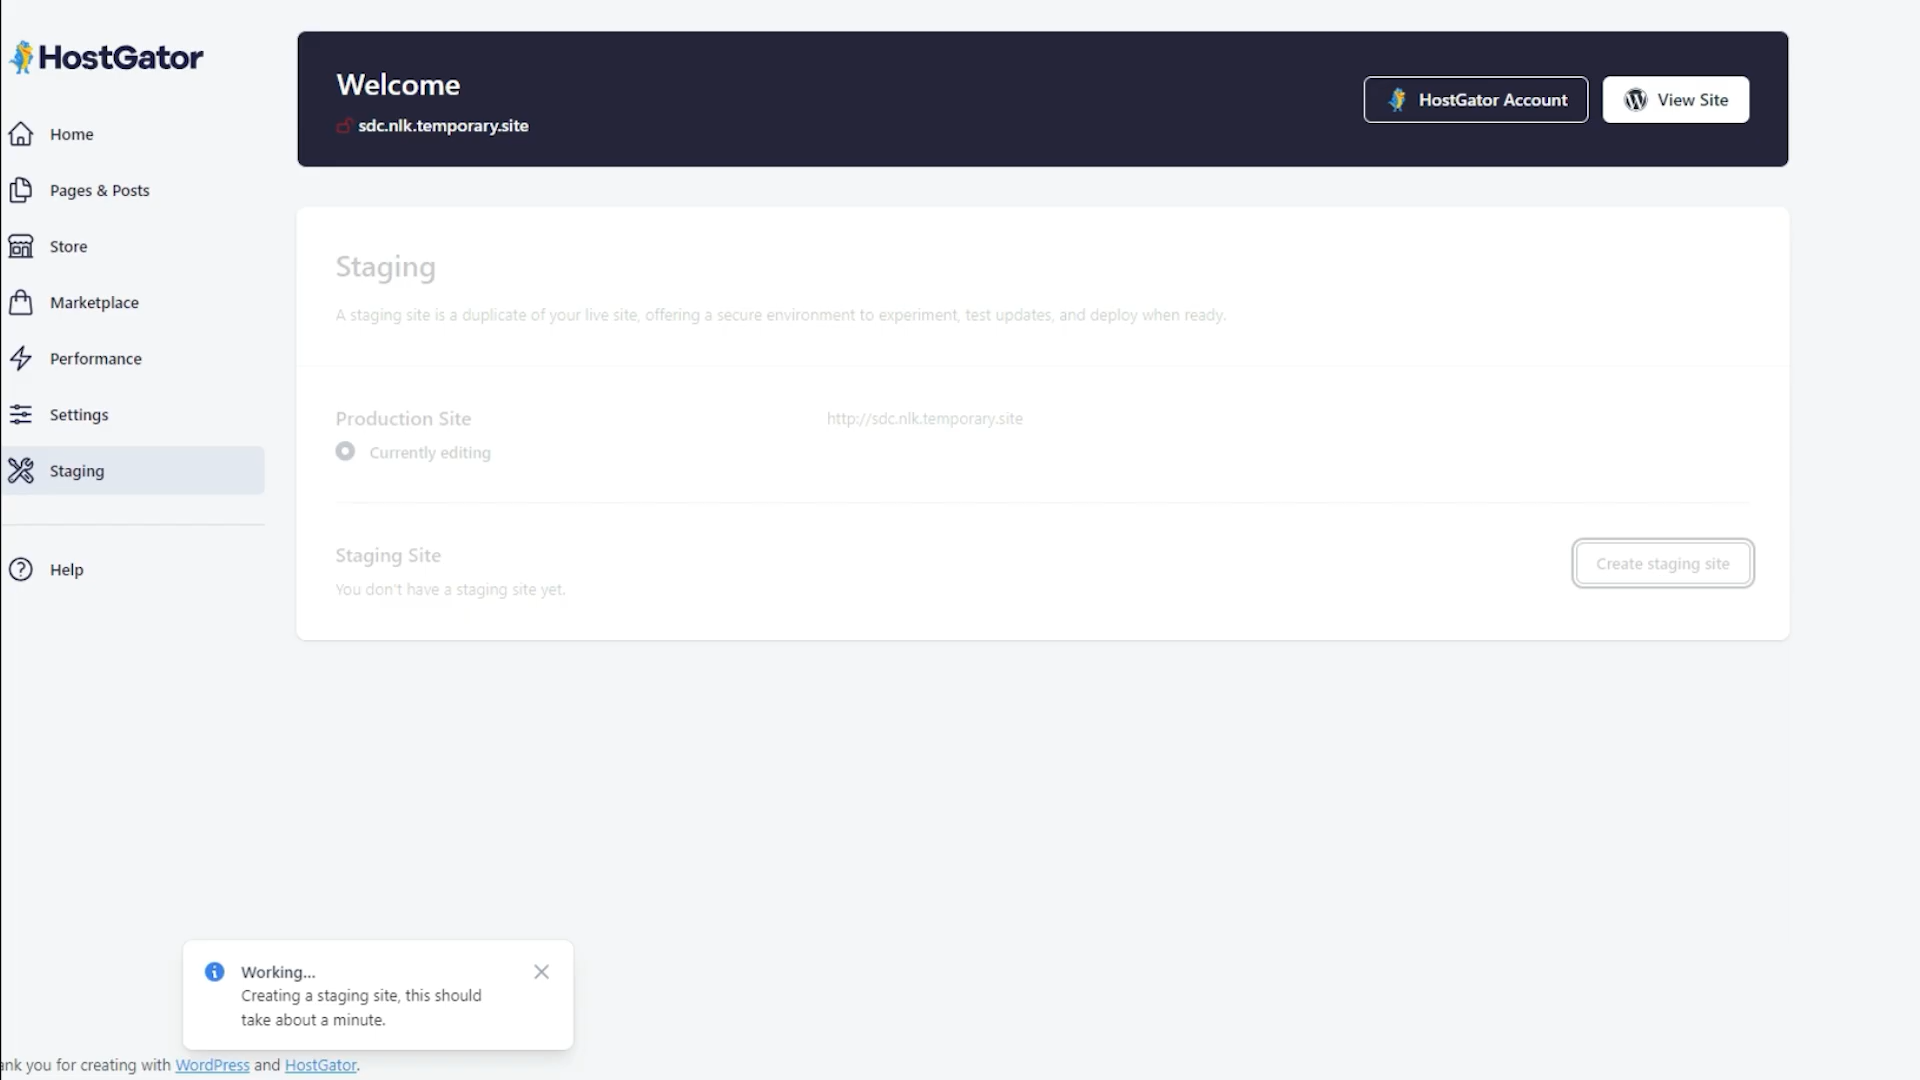 HostGator
Home
Pages & Posts
Store
Marketplace
Performance
Settings
Staging
Help
Welcome
sdc.nlk.temporary.site
HostGator Account
View Site
Staging
A staging site is a duplicate of your live site, offering a secure environment to experiment, test updates, and deploy when ready.
Production Site
http://sdc.nlk.temporary.site
Currently editing
Staging Site
You don't have a staging site yet.
Create staging site
Working...
Creating a staging site, this should
take about a minute.
ank you for creating with WordPress and HostGator.